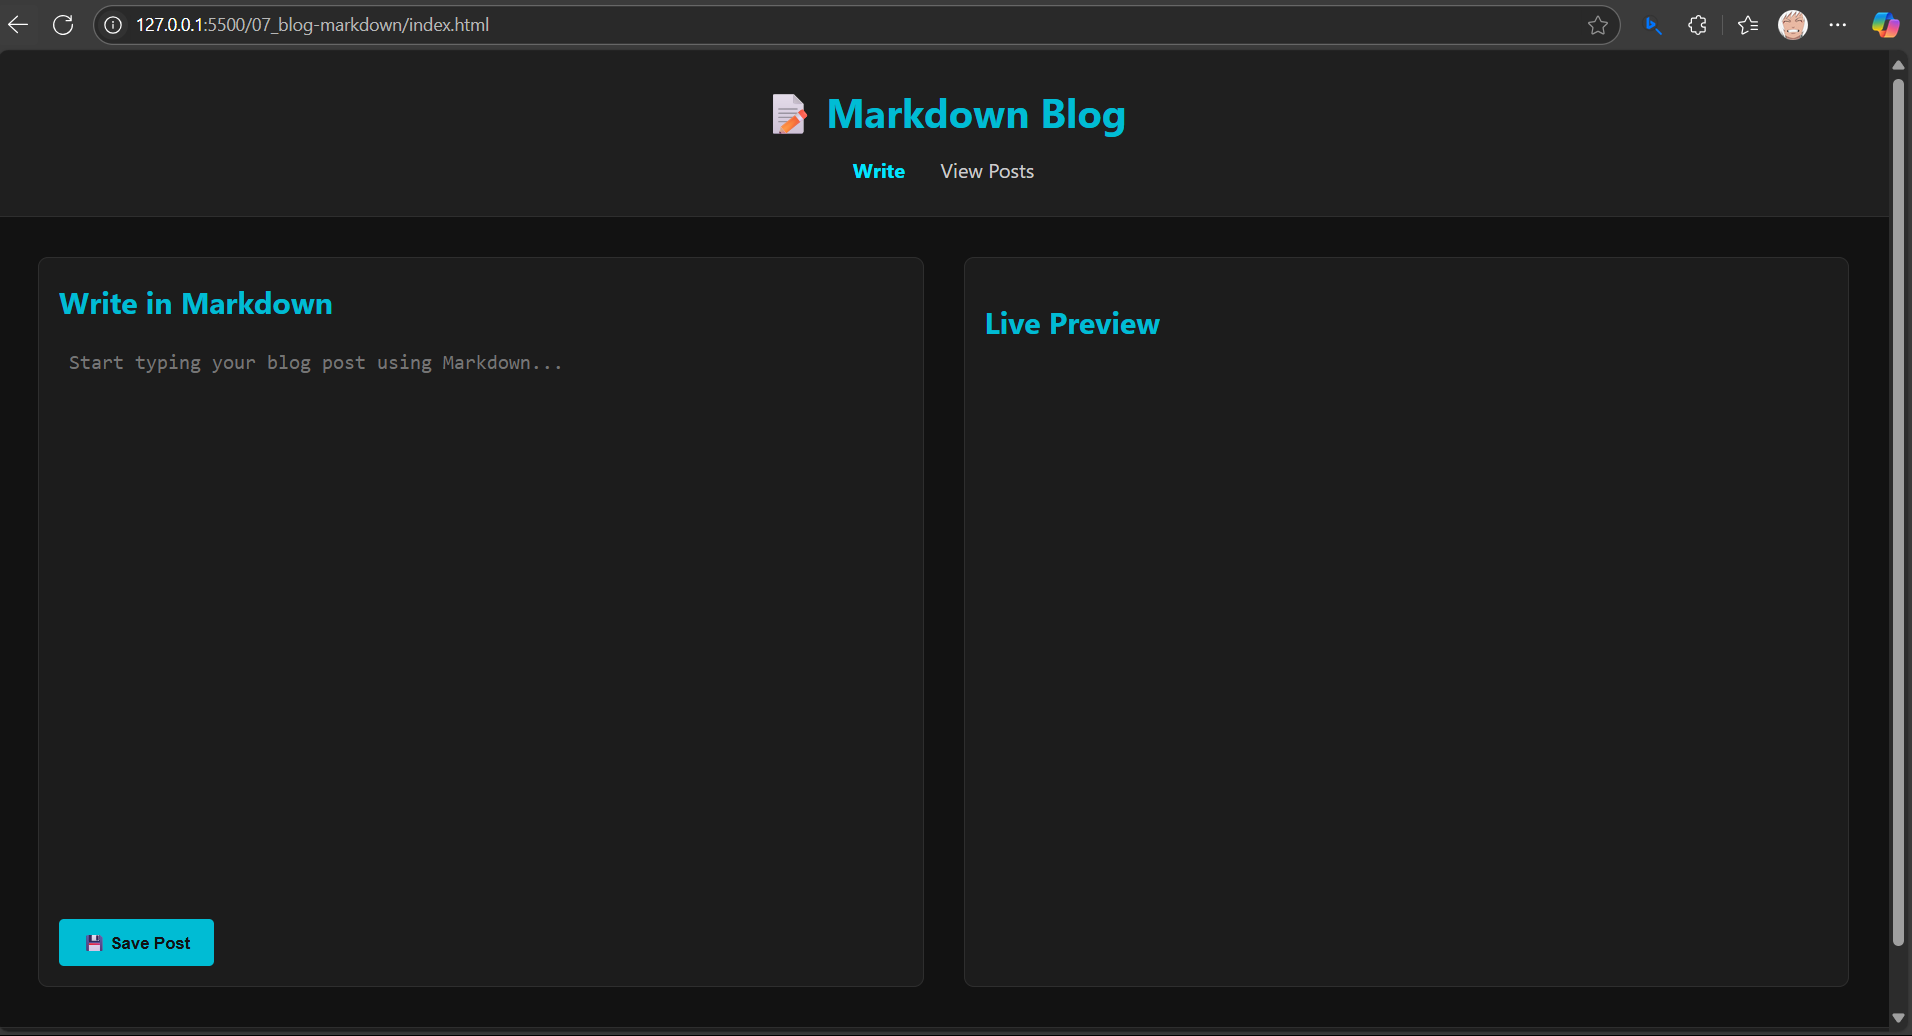 127.0.0.1:5500/07_blog-markdown/index.html
Markdown Blog
Write View Posts
Write in Markdown
Start typing your blog post using Markdown...
Save Post
Live Preview